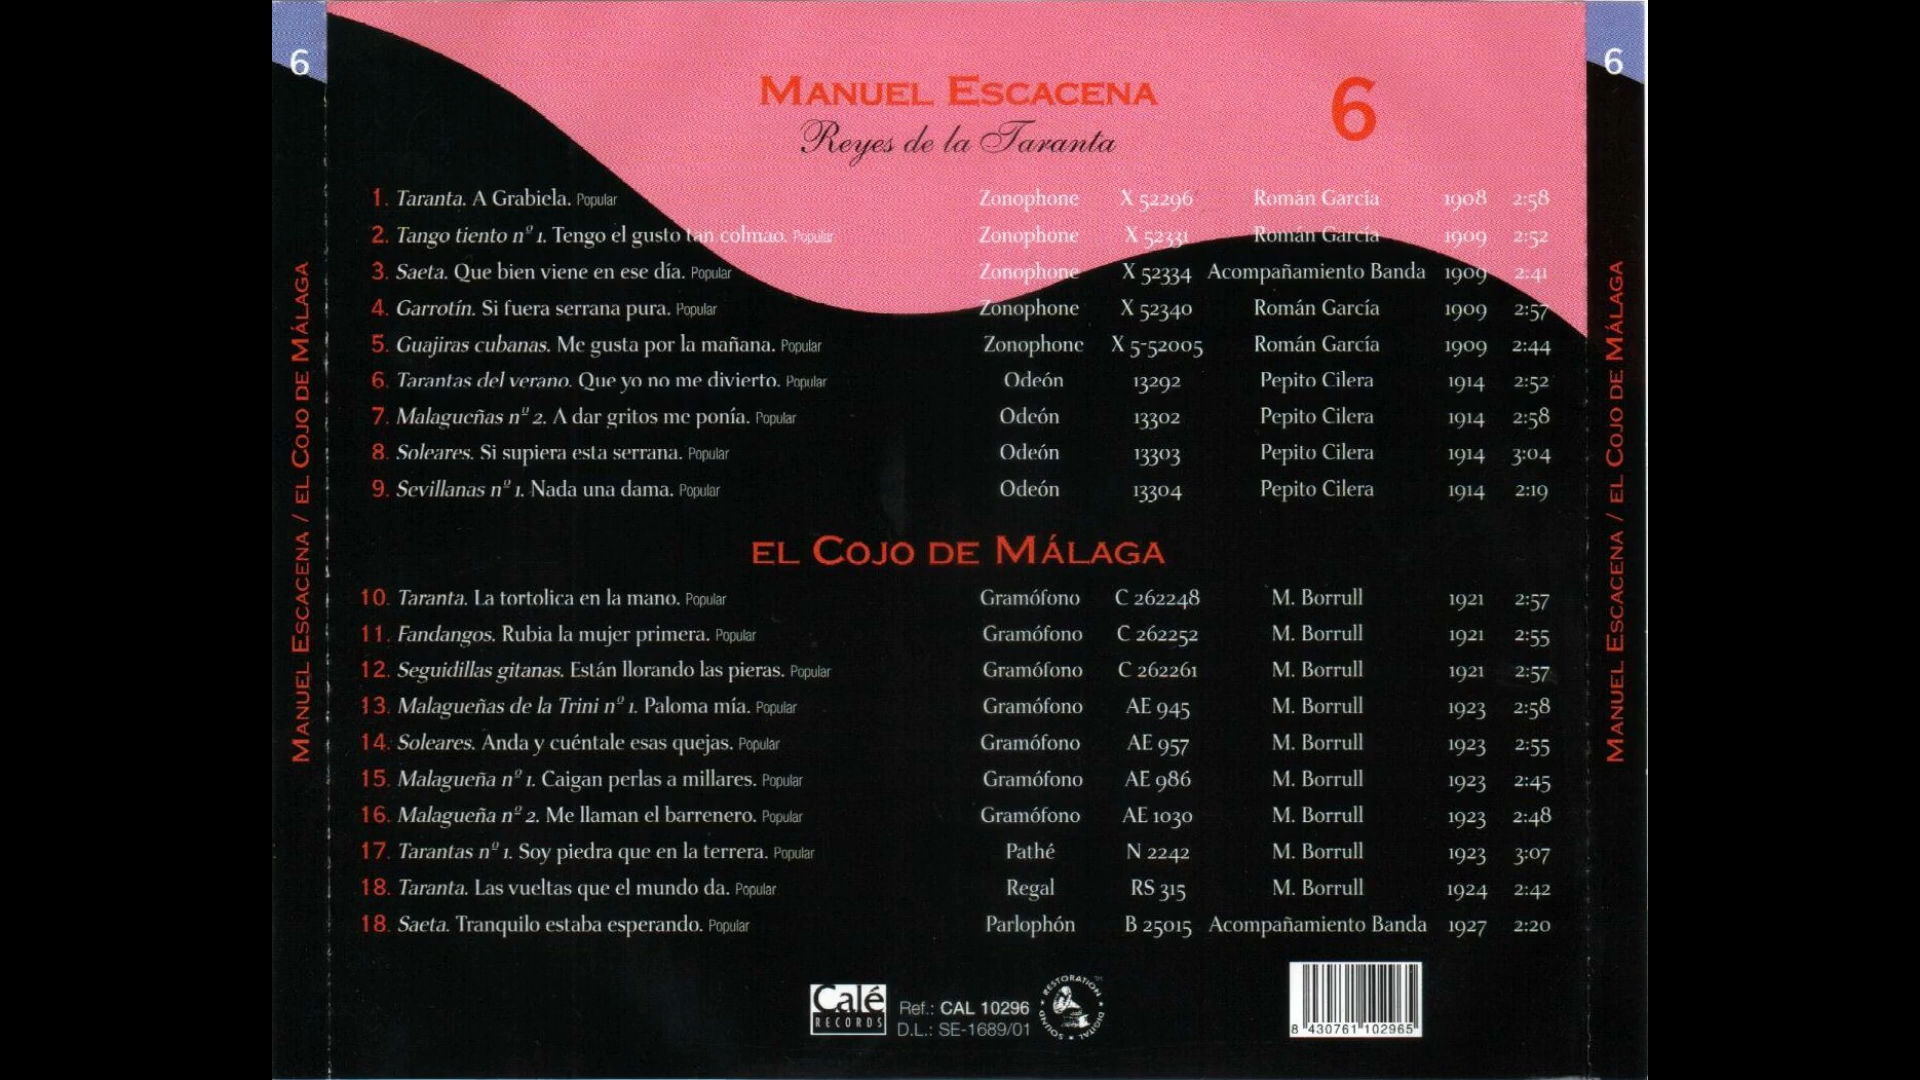 6
MANUEL ESCACENA / EL COJO DE MÁLAGA
MANUEL ESCACENA
6
Reyes de la Taranta
1. Taranta. A Grabiela. Popular Zonophone X 52296 Román García 1908 2:58
2. Tango tiento nº 1. Tengo el gusto tan colmao. Popular Zonophone X 52331 Román García 1909 2:52
3. Saeta. Que bien viene en ese día. Popular Zonophone X 52334 Acompañamiento Banda 1909 2:41
4. Garrotín. Si fuera serrana pura. Popular Zonophone X 52340 Román García 1909 2:57
5. Guajiras cubanas. Me gusta por la mañana. Popular Zonophone X 5-52005 Román García 1909 2:44
6. Tarantas del verano. Que yo no me divierto. Popular Odeón 13292 Pepito Cilera 1914 2:52
7. Malagueñas nº 2. A dar gritos me ponía. Popular Odeón 13302 Pepito Cilera 1914 2:58
8. Soleares. Si supiera esta serrana. Popular Odeón 13303 Pepito Cilera 1914 3:04
9. Sevillanas nº 1. Nada una dama. Popular Odeón 13304 Pepito Cilera 1914 2:19
EL COJO DE MÁLAGA
10. Taranta. La tortolica en la mano. Popular Gramófono C 262248 M. Borrull 1921 2:57
11. Fandangos. Rubia la mujer primera. Popular Gramófono C 262252 M. Borrull 1921 2:55
12. Seguidillas gitanas. Están llorando las pieras. Popular Gramófono C 262261 M. Borrull 1921 2:57
13. Malagueñas de la Trini nº 1. Paloma mía. Popular Gramófono AE 945 M. Borrull 1923 2:58
14. Soleares. Anda y cuéntale esas quejas. Popular Gramófono AE 957 M. Borrull 1923 2:55
15. Malagueña nº 1. Caigan perlas a millares. Popular Gramófono AE 986 M. Borrull 1923 2:45
16. Malagueña nº 2. Me llaman el barrenero. Popular Gramófono AE 1030 M. Borrull 1923 2:48
17. Tarantas nº 1. Soy piedra que en la terrera. Popular Pathé N 2242 M. Borrull 1923 3:07
18. Taranta. Las vueltas que el mundo da. Popular Regal RS 315 M. Borrull 1924 2:42
18. Saeta. Tranquilo estaba esperando. Popular Parlophón B 25015 Acompañamiento Banda 1927 2:20
Calé
RECORDS
Ref.: CAL 10296
D.L.: SE-1689/01
RESTORATION DIGITAL SOUND
8 430761 102965
6
MANUEL ESCACENA / EL COJO DE MÁLAGA